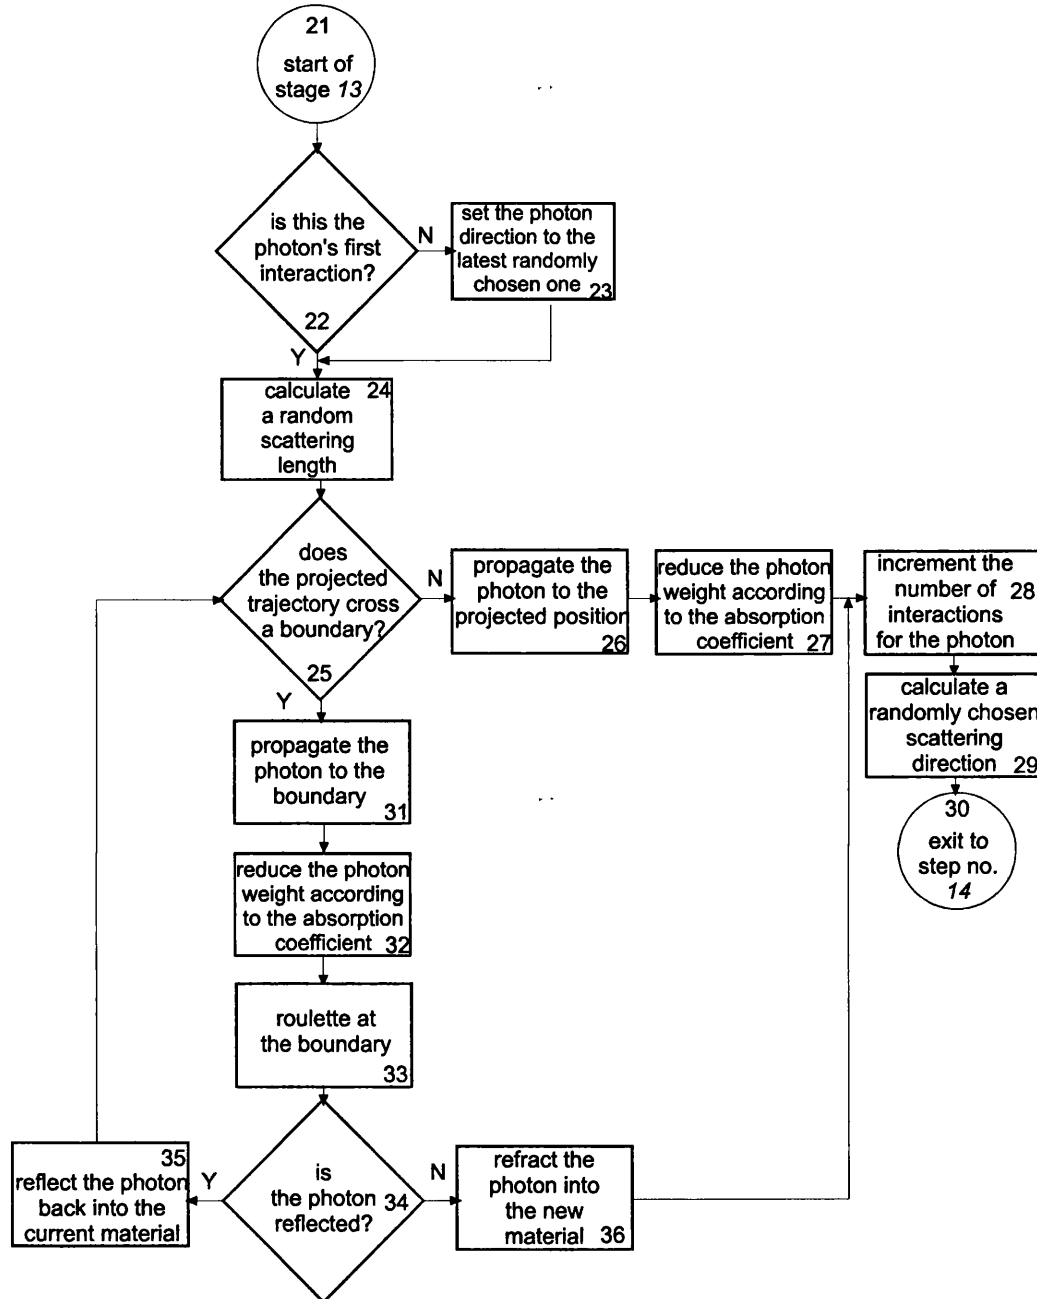 21
start of
stage 13
is this the
photon's first
interaction?
22
N
Y
set the photon
direction to the
latest randomly
chosen one 23
calculate 24
a random
scattering
length
does
the projected
trajectory cross
a boundary?
25
N
Y
propagate the
photon to the
projected position
26
reduce the photon
weight according
to the absorption
coefficient 27
increment the
number of 28
interactions
for the photon
calculate a
randomly chosen
scattering
direction 29
30
exit to
step no.
14
propagate the
photon to the
boundary
31
reduce the photon
weight according
to the absorption
coefficient 32
roulette at
the boundary
33
is
the photon 34
reflected?
Y
N
35
reflect the photon
back into the
current material
refract the
photon into
the new
material 36